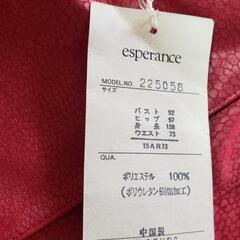 esperance
MODEL.NO. 225058
サイズ
バスト 92
ヒップ 97
身長 158
ウエスト 73
15AR73
QUA.
ポリエステル 100%
(ポリウレタン樹脂加工)
中国製